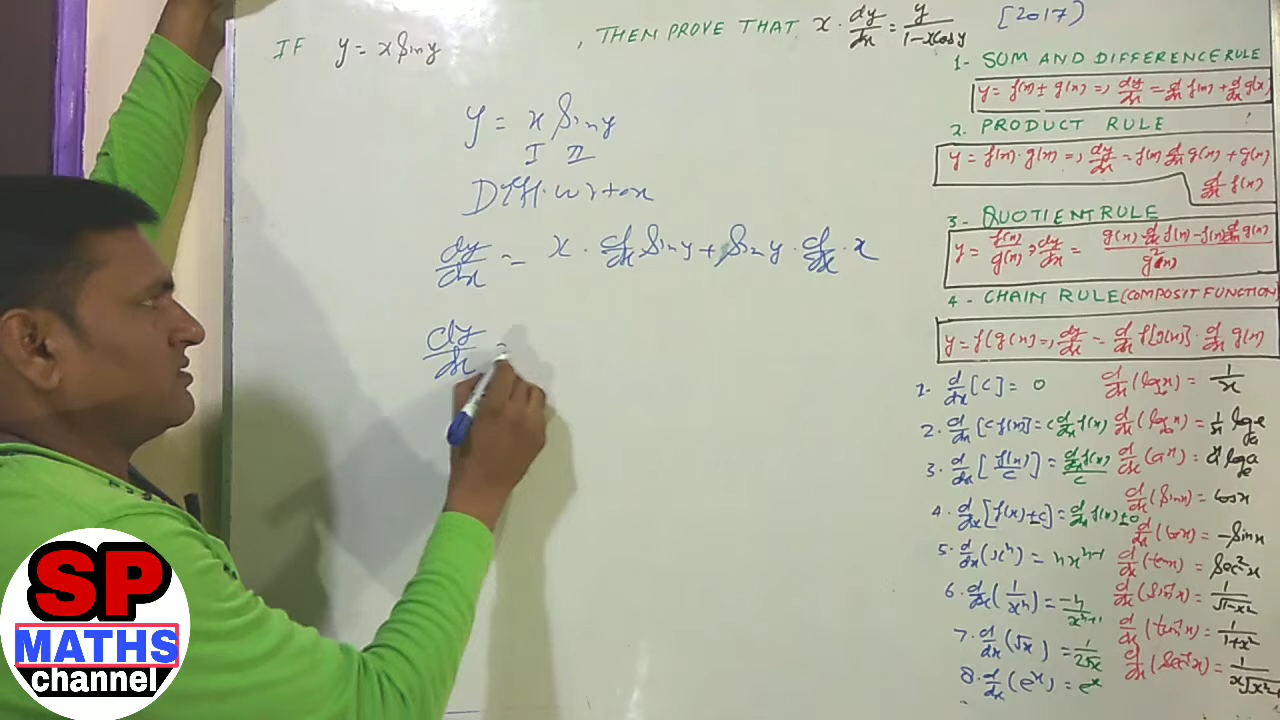 IF y = x Sin y , THEN PROVE THAT x · dy/dx = y/(1-x cos y) [2017]
y = x Sin y
I II
Diff. w.r. to x
dy/dx = x · d/dx Sin y + Sin y · d/dx · x
dy/dx =
1- SUM AND DIFFERENCE RULE
y = f(x) ± g(x) =) dy/dx = d/dx f(x) + d/dx g(x)
2. PRODUCT RULE
y = f(x)· g(x) =) dy/dx = f(x) d/dx g(x) + g(x)
d/dx f(x)
3- QUOTIENT RULE
y = f(x)/g(x) , dy/dx = (g(x) · d/dx f(x) - f(x) d/dx g(x))/g²(x)
4- CHAIN RULE (COMPOSIT FUNCTION)
y = f(g(x) =, dy/dx = d/dx f[g(x)] · d/dx g(x)
1. d/dx [c] = 0
2. d/dx [c f(x)] = c d/dx f(x)
3. d/dx [f(x)/c] = d/dx f(x)/c
4. d/dx [f(x) ± c] = d/dx f(x) ± 0
5. d/dx (xⁿ) = n xⁿ⁻¹
6. d/dx (1/xⁿ) = -n/xⁿ⁺¹
7. d/dx (√x) = 1/2√x
8. d/dx (eˣ) = eˣ
d/dx (log x) = 1/x
d/dx (sin x) = cos x
d/dx (cos x) = -sin x
d/dx (tan x) = Sec² x
d/dx (sin⁻¹ x) = 1/√1-x²
d/dx (tan⁻¹ x) = 1/1+x²
SP
MATHS
channel